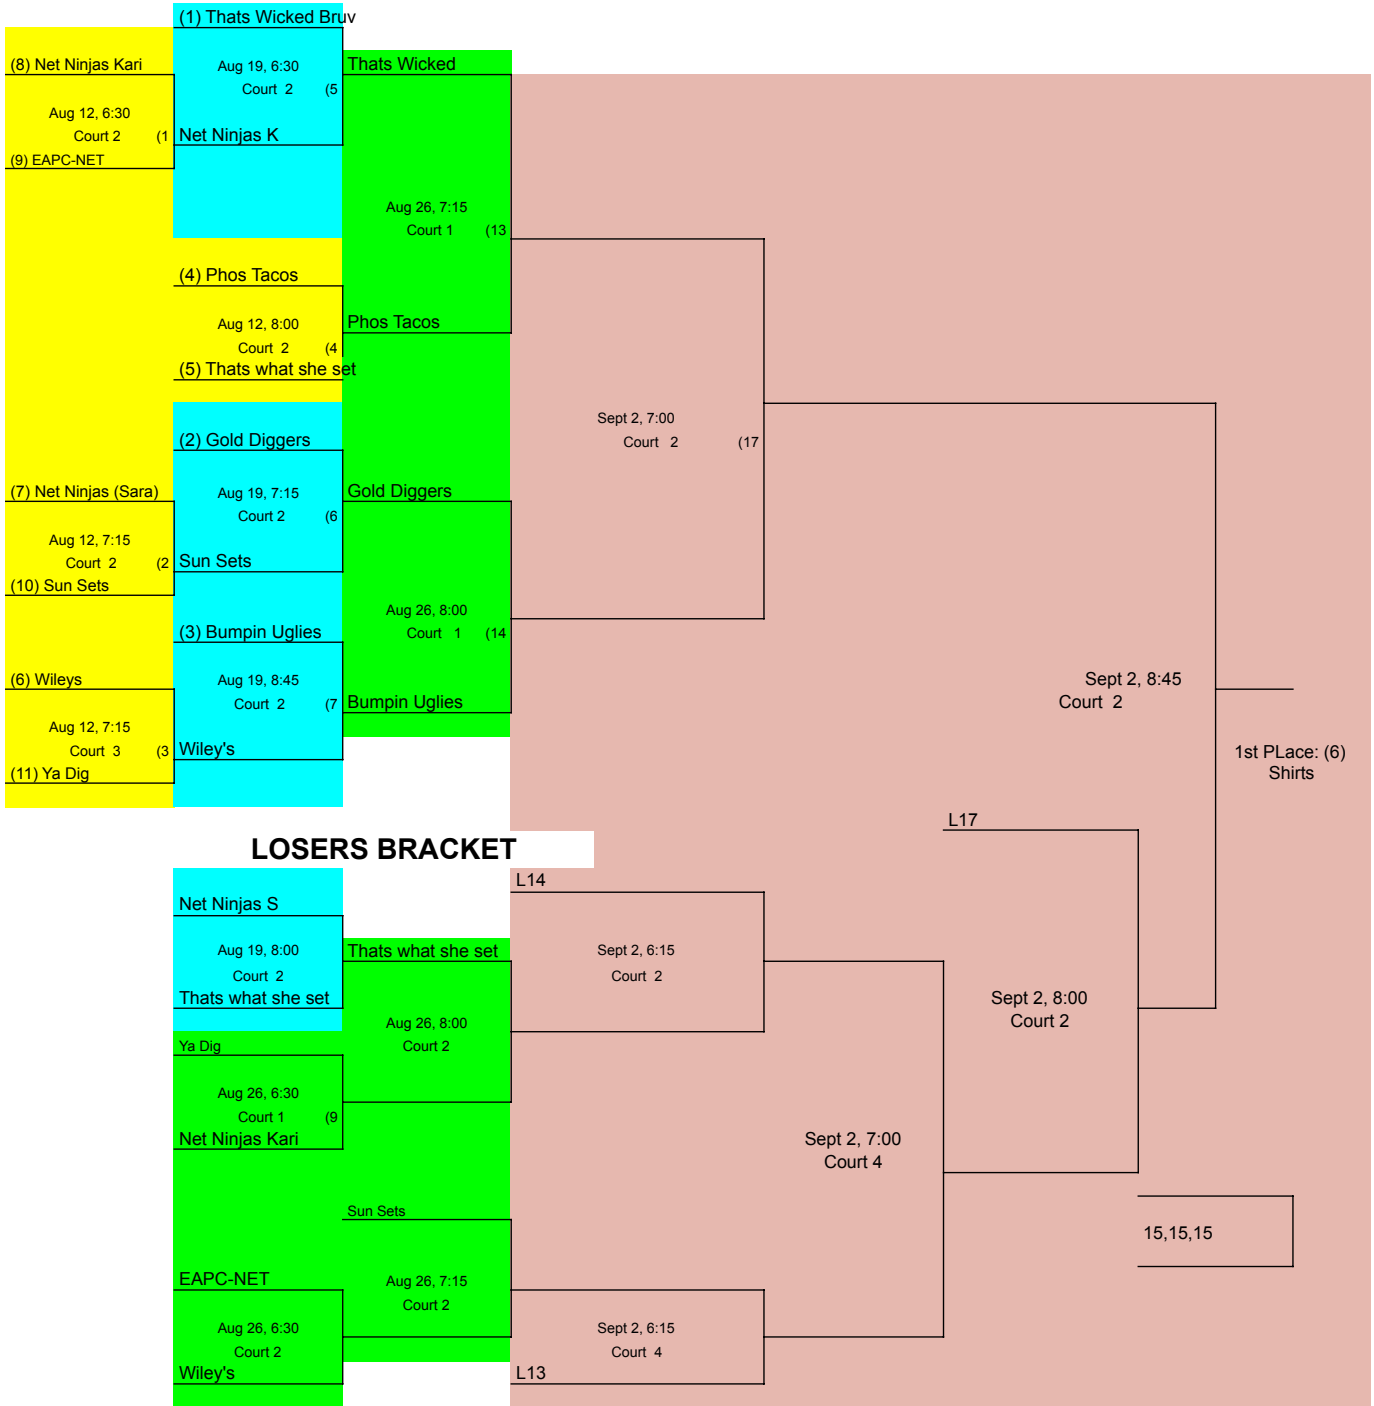 (1) Thats Wicked Bruv
(8) Net Ninjas Kari
Aug 19, 6:30
Court 2 (5
Thats Wicked
Aug 12, 6:30
Court 2 (1
Net Ninjas K
(9) EAPC-NET
Aug 26, 7:15
Court 1 (13
(4) Phos Tacos
Aug 12, 8:00
Court 2 (4
Phos Tacos
(5) Thats what she set
Sept 2, 7:00
Court 2 (17
(2) Gold Diggers
(7) Net Ninjas (Sara)
Aug 19, 7:15
Court 2 (6
Gold Diggers
Aug 12, 7:15
Court 2 (2
Sun Sets
(10) Sun Sets
Aug 26, 8:00
Court 1 (14
(3) Bumpin Uglies
(6) Wileys
Aug 19, 8:45
Court 2 (7
Bumpin Uglies
Sept 2, 8:45
Court 2
Aug 12, 7:15
Court 3 (3
Wiley's
(11) Ya Dig
1st PLace: (6)
Shirts
L17
LOSERS BRACKET
L14
Net Ninjas S
Aug 19, 8:00
Court 2
Thats what she set
Thats what she set
Sept 2, 6:15
Court 2
Sept 2, 8:00
Court 2
Aug 26, 8:00
Court 2
Ya Dig
Aug 26, 6:30
Court 1 (9
Net Ninjas Kari
Sept 2, 7:00
Court 4
Sun Sets
15,15,15
EAPC-NET
Aug 26, 7:15
Court 2
Aug 26, 6:30
Court 2
Wiley's
Sept 2, 6:15
Court 4
L13